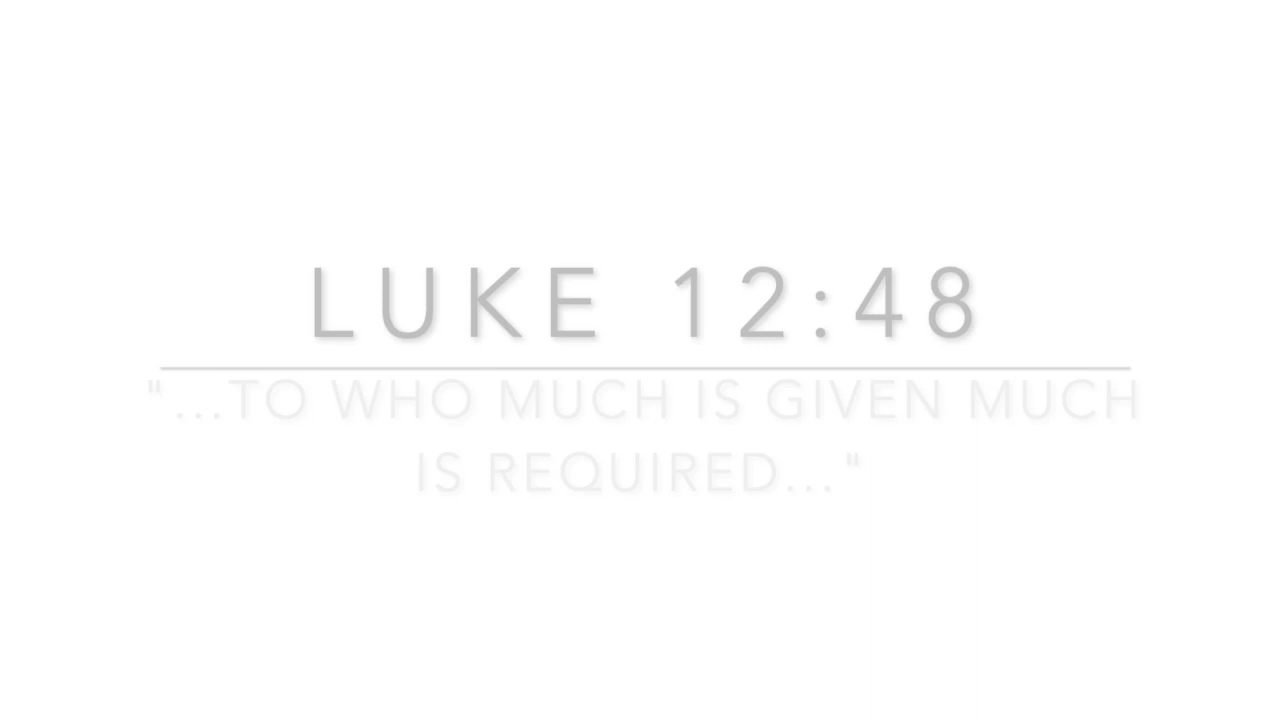 LUKE 12:48
"...TO WHO MUCH IS GIVEN MUCH
IS REQUIRED..."